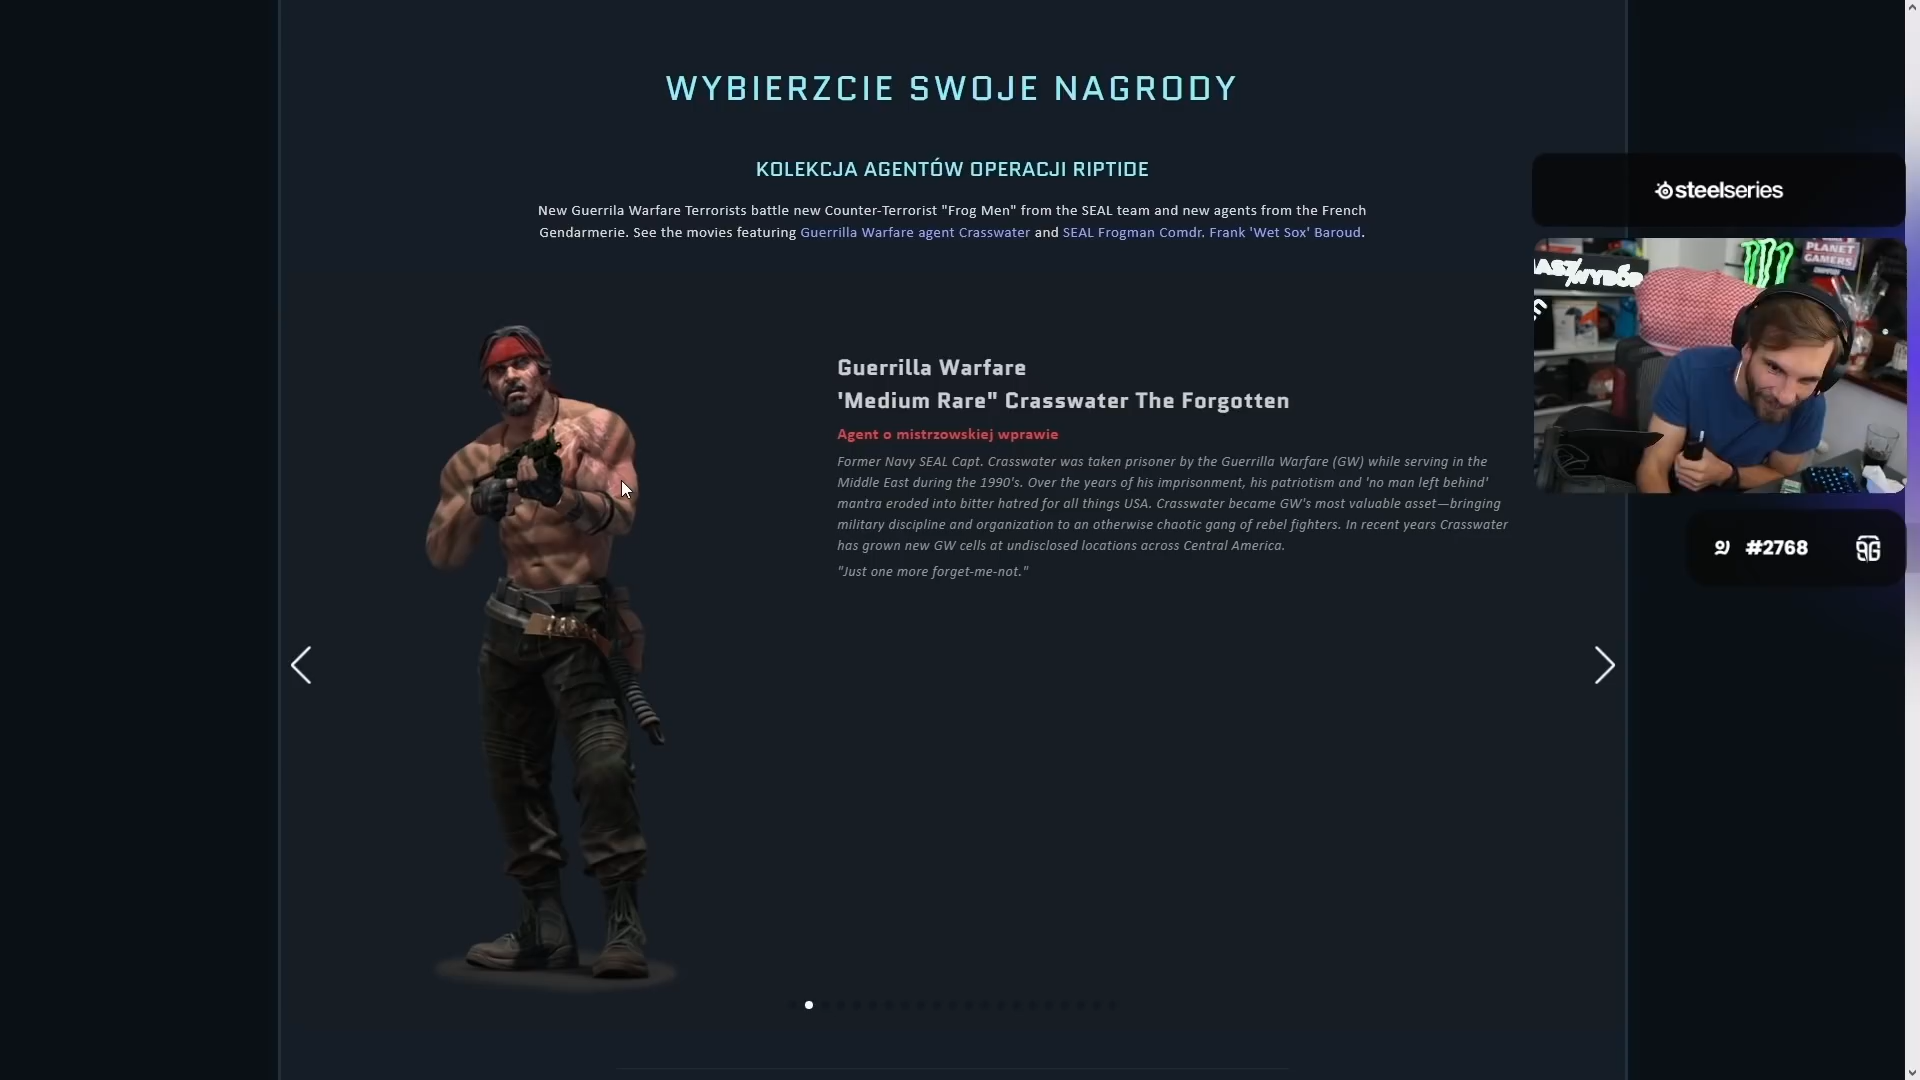 WYBIERZCIE SWOJE NAGRODY
KOLEKCJA AGENTÓW OPERACJI RIPTIDE
New Guerrila Warfare Terrorists battle new Counter-Terrorist "Frog Men" from the SEAL team and new agents from the French
Gendarmerie. See the movies featuring Guerrilla Warfare agent Crasswater and SEAL Frogman Comdr. Frank 'Wet Sox' Baroud.
steelseries
PLANET
GAMERS
Guerrilla Warfare
'Medium Rare" Crasswater The Forgotten
Agent o mistrzowskiej wprawie
Former Navy SEAL Capt. Crasswater was taken prisoner by the Guerrilla Warfare (GW) while serving in the
Middle East during the 1990's. Over the years of his imprisonment, his patriotism and 'no man left behind'
mantra eroded into bitter hatred for all things USA. Crasswater became GW's most valuable asset—bringing
military discipline and organization to an otherwise chaotic gang of rebel fighters. In recent years Crasswater
has grown new GW cells at undisclosed locations across Central America.
"Just one more forget-me-not."
#2768